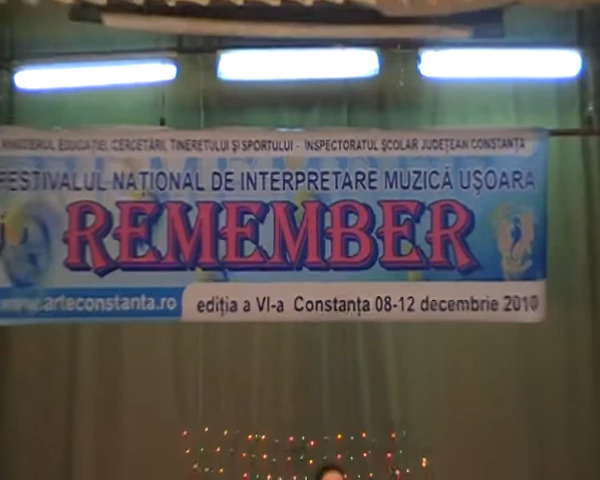 MINISTERUL EDUCAȚIEI, CERCETĂRII, TINERETULUI ȘI SPORTULUI - INSPECTORATUL ȘCOLAR JUDEȚEAN CONSTANȚA
FESTIVALUL NAȚIONAL DE INTERPRETARE MUZICĂ UȘOARA
REMEMBER
www.arteconstanta.ro ediția a VI-a Constanța 08-12 decembrie 2010